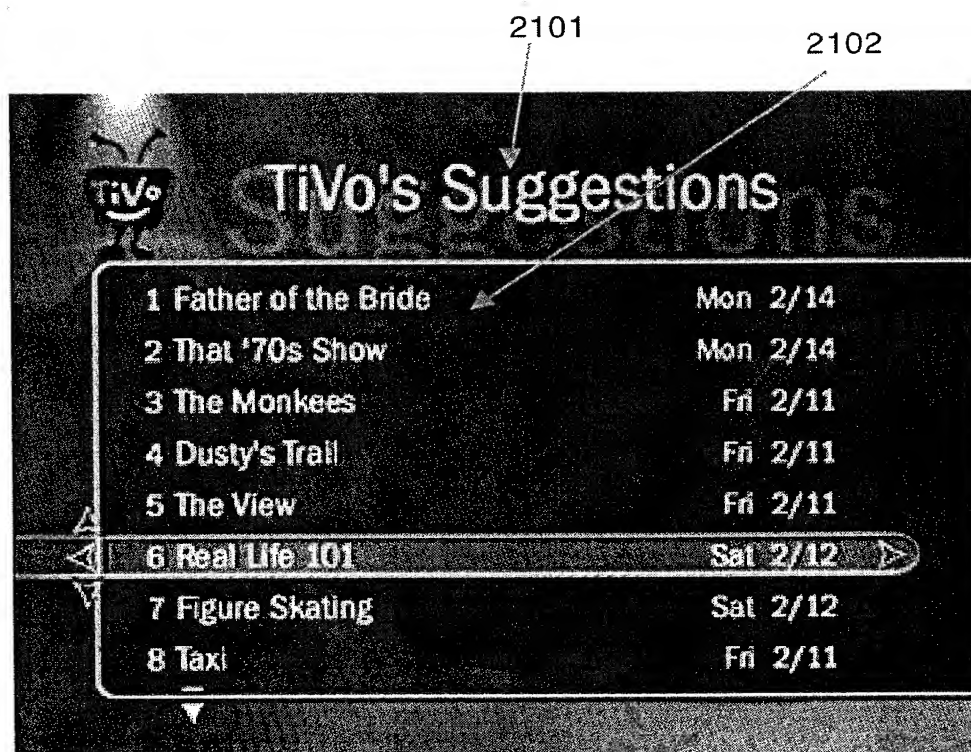 2101
2102
TiVo
TiVo's Suggestions
Suggestions
1 Father of the Bride Mon 2/14
2 That '70s Show Mon 2/14
3 The Monkees Fri 2/11
4 Dusty's Trail Fri 2/11
5 The View Fri 2/11
6 Real Life 101 Sat 2/12
7 Figure Skating Sat 2/12
8 Taxi Fri 2/11